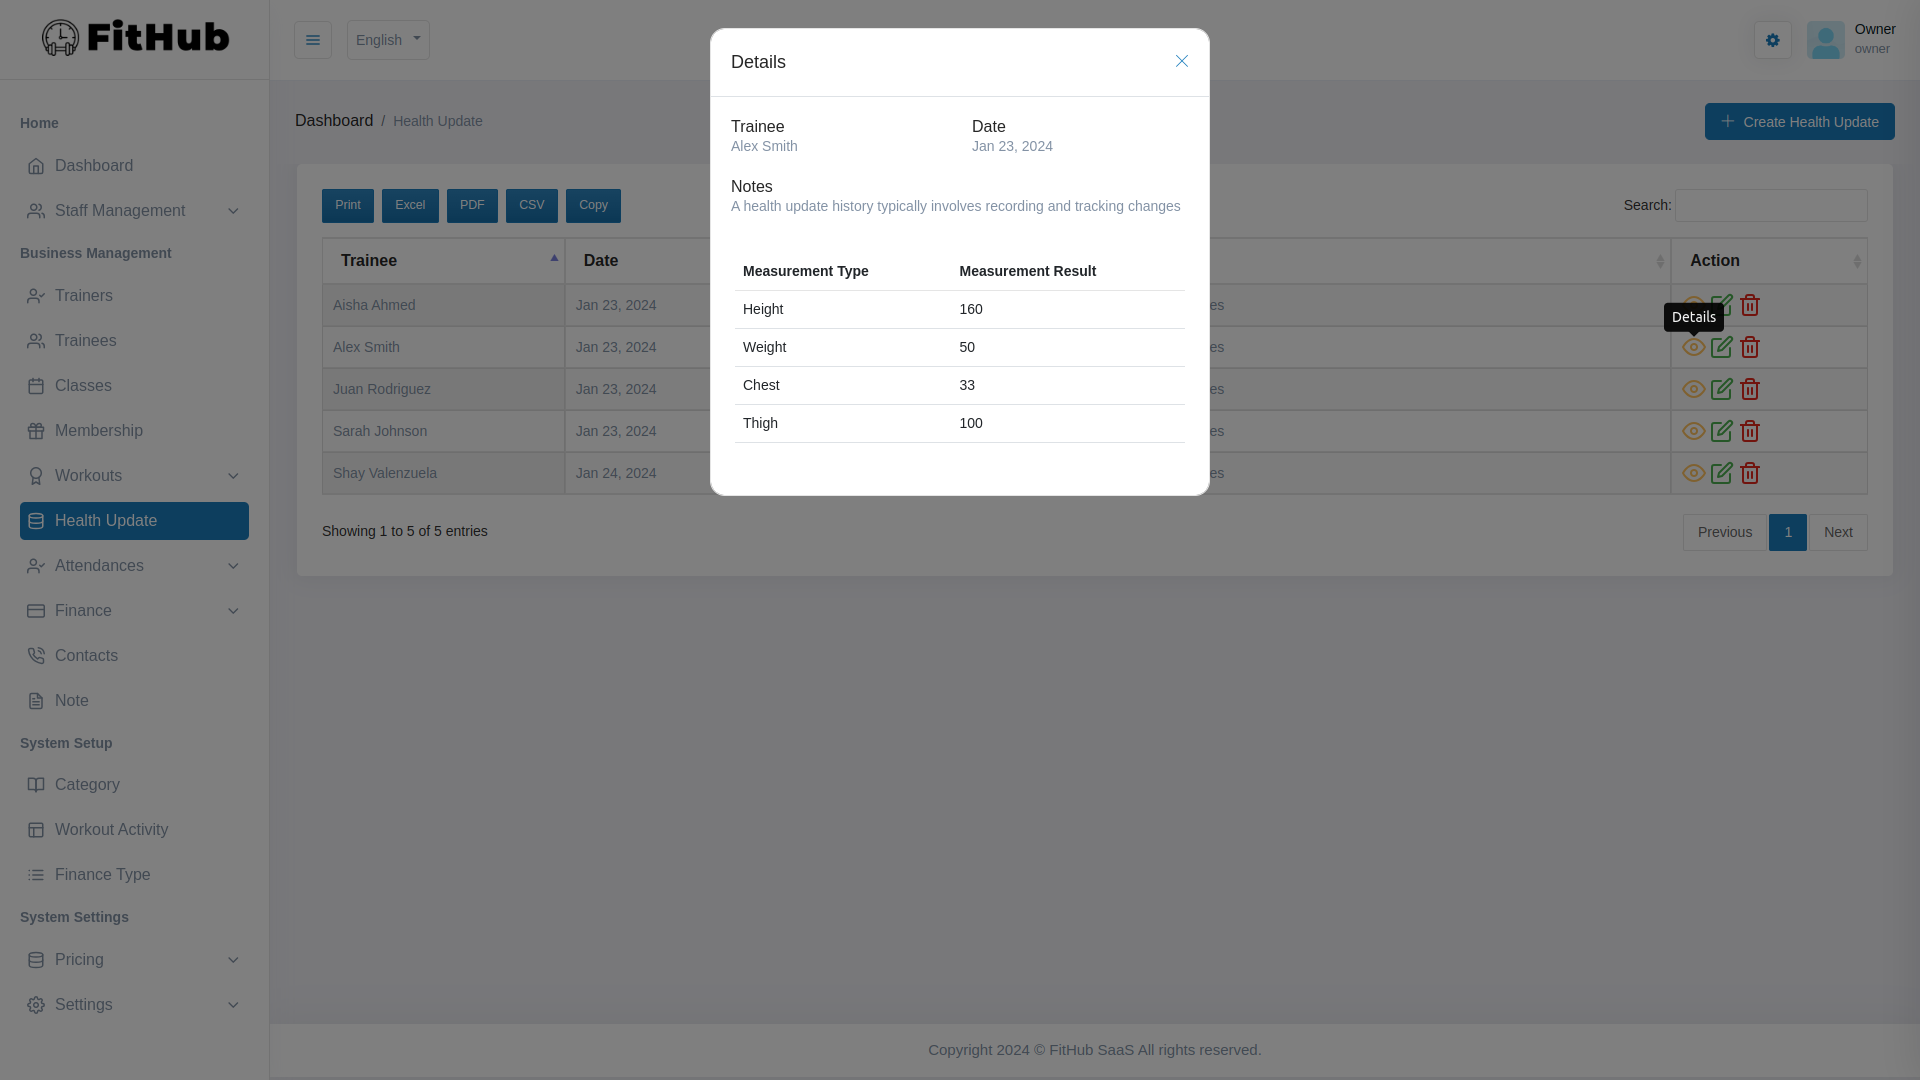 FitHub
English
Owner
owner
Home
Dashboard
Staff Management
Business Management
Trainers
Trainees
Classes
Membership
Workouts
Health Update
Attendances
Finance
Contacts
Note
System Setup
Category
Workout Activity
Finance Type
System Settings
Pricing
Settings
Dashboard / Health Update
Create Health Update
Print Excel PDF CSV Copy
Search:
Trainee Date Action
Aisha Ahmed Jan 23, 2024 es
Alex Smith Jan 23, 2024 es
Juan Rodriguez Jan 23, 2024 es
Sarah Johnson Jan 23, 2024 es
Shay Valenzuela Jan 24, 2024 es
Details
Showing 1 to 5 of 5 entries
Previous 1 Next
Details
Trainee Date
Alex Smith Jan 23, 2024
Notes
A health update history typically involves recording and tracking changes
Measurement Type Measurement Result
Height 160
Weight 50
Chest 33
Thigh 100
Copyright 2024 © FitHub SaaS All rights reserved.